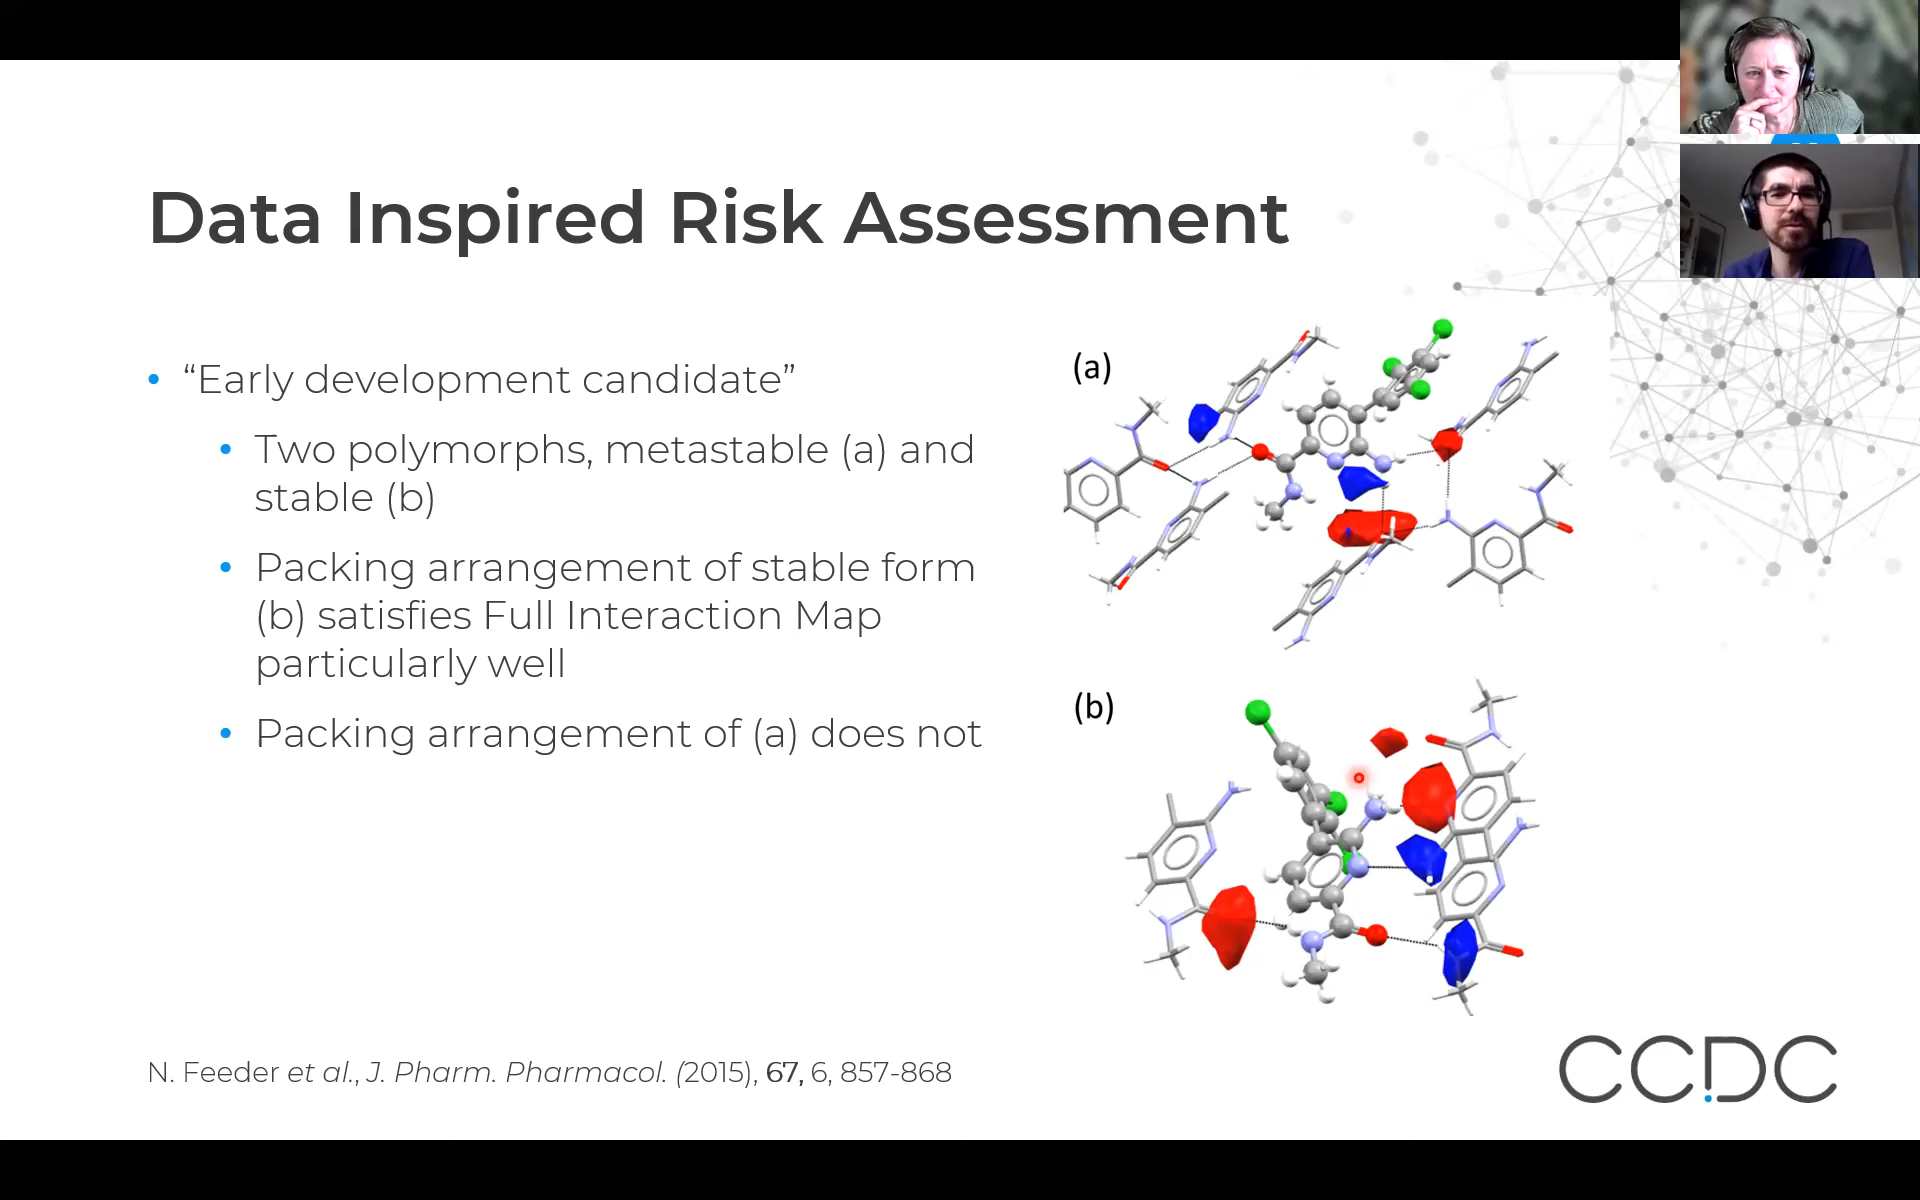 Data Inspired Risk Assessment
• “Early development candidate”
• Two polymorphs, metastable (a) and
stable (b)
• Packing arrangement of stable form
(b) satisfies Full Interaction Map
particularly well
• Packing arrangement of (a) does not
(a)
(b)
N. Feeder et al., J. Pharm. Pharmacol. (2015), 67, 6, 857-868
CCDC